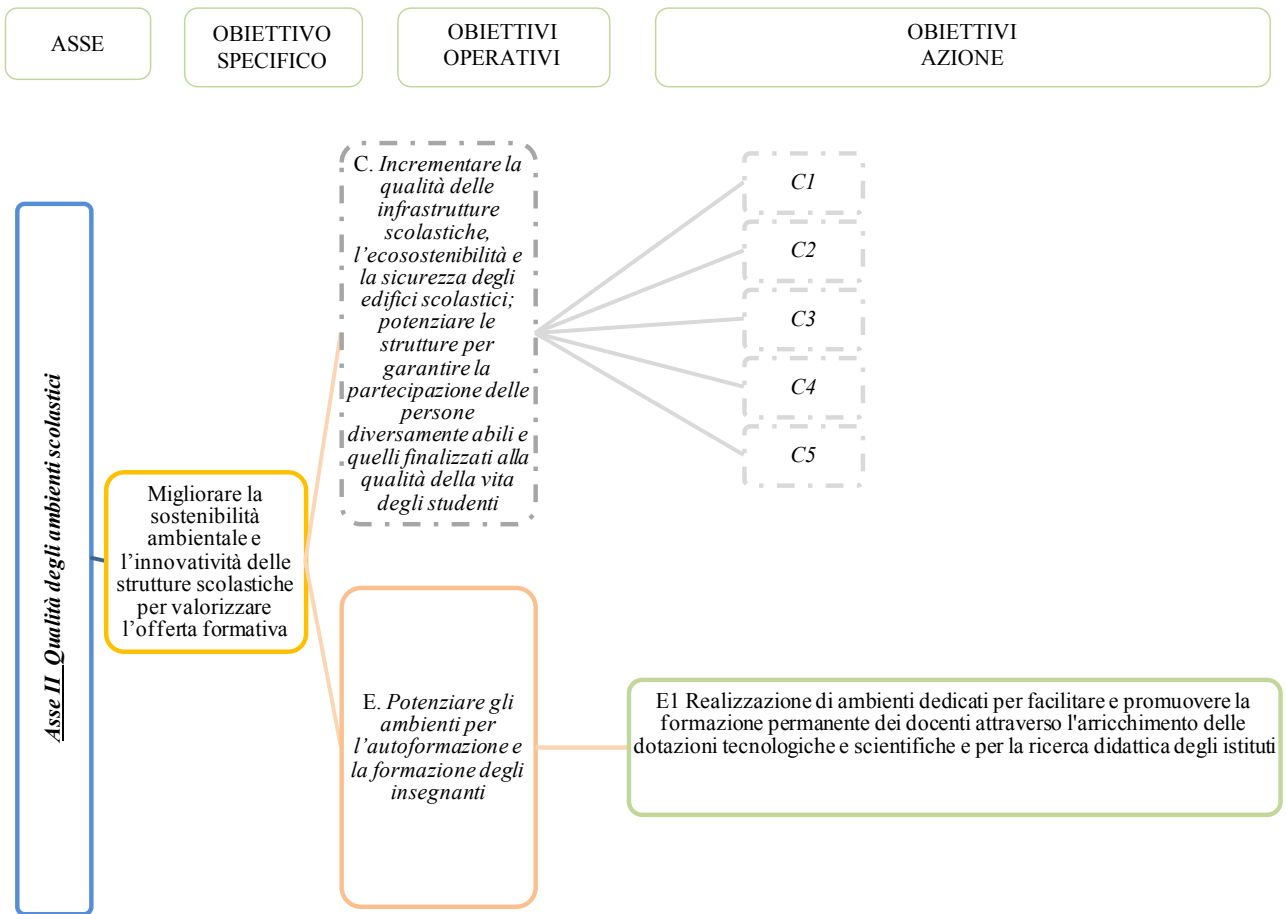 ASSE
OBIETTIVO
SPECIFICO
OBIETTIVI
OPERATIVI
OBIETTIVI
AZIONE
Asse II Qualità degli ambienti scolastici
Migliorare la
sostenibilità
ambientale e
l’innovatività delle
strutture scolastiche
per valorizzare
l’offerta formativa
C. Incrementare la
qualità delle
infrastrutture
scolastiche,
l’ecosostenibilità e
la sicurezza degli
edifici scolastici;
potenziare le
strutture per
garantire la
partecipazione delle
persone
diversamente abili e
quelli finalizzati alla
qualità della vita
degli studenti
C1
C2
C3
C4
C5
E. Potenziare gli
ambienti per
l’autoformazione e
la formazione degli
insegnanti
E1 Realizzazione di ambienti dedicati per facilitare e promuovere la
formazione permanente dei docenti attraverso l'arricchimento delle
dotazioni tecnologiche e scientifiche e per la ricerca didattica degli istituti